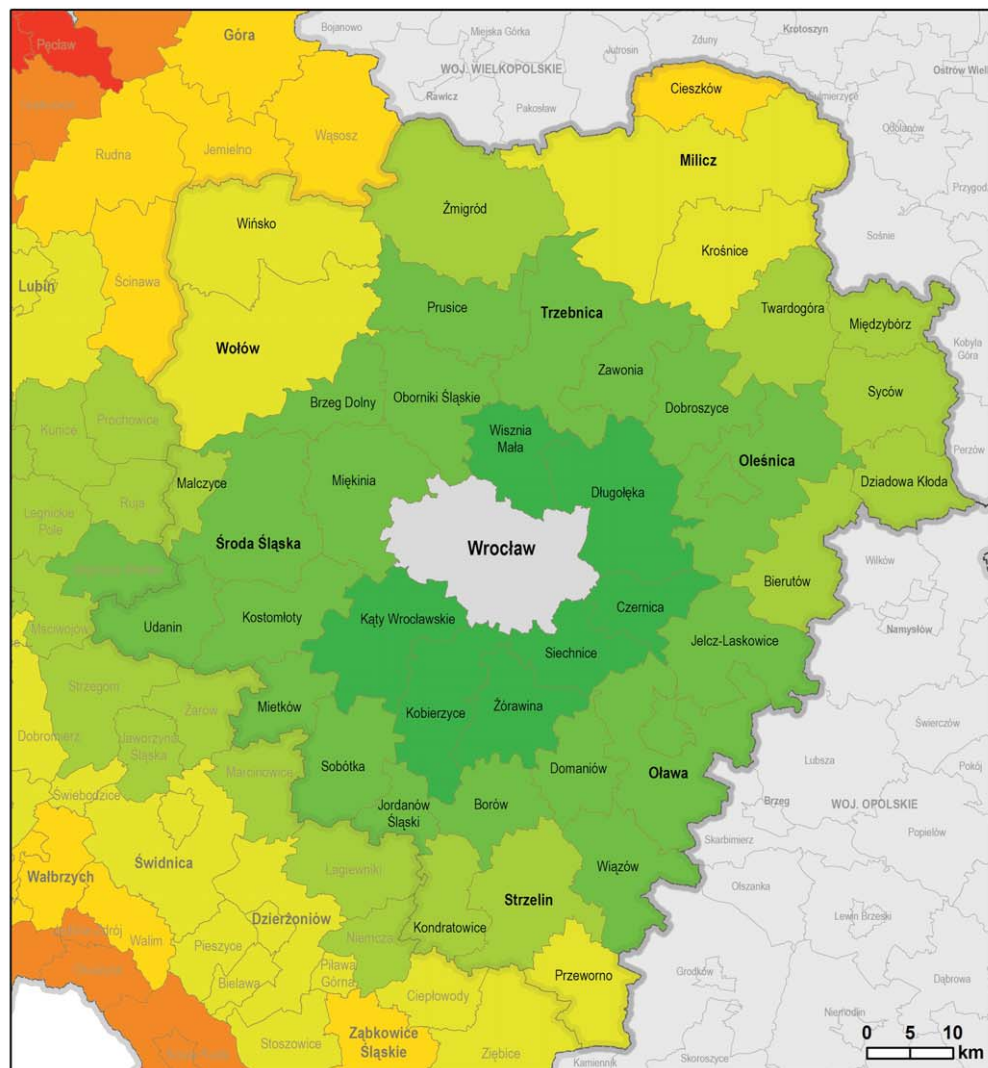 Bojanowo
Miejska Górka
Zduny
Krotoszyn
Pęcław
Góra
Jutrosin
WOJ. WIELKOPOLSKIE
Rawicz
Pakosław
Cieszków
Odolanów
Wąsosz
Rudna
Jemielno
Milicz
Żmigród
Sośnie
Wińsko
Krośnice
Lubin
Ścinawa
Twardogóra
Międzybórz
Prusice
Trzebnica
Kobyla
Góra
Wołów
Zawonia
Syców
Brzeg Dolny
Oborniki Śląskie
Dobroszyce
Prochowice
Kunice
Wisznia
Mała
Perzów
Oleśnica
Malczyce
Miękinia
Dziadowa Kłoda
Długołęka
Ruja
Legnickie
Pole
Środa Śląska
Wrocław
Wilków
Bierutów
Czernica
Namysłów
Udanin
Kostomłoty
Kąty Wrocławskie
Jelcz-Laskowice
Siechnice
Strzegom
Żarów
Mietków
Kobierzyce
Żórawina
Świerczów
Dobromierz
Jaworzyna
Śląska
Sobótka
Domaniów
Oława
Lubsza
Pokój
Marcinowice
Świebodzice
Jordanów
Śląski
Borów
Brzeg
WOJ. OPOLSKIE
Popielów
Skarbimierz
Wałbrzych
Świdnica
Łagiewniki
Wiązów
Olszanka
Strzelin
Lewin Brzeski
Dzierżoniów
Kondratowice
Walim
Pieszyce
Niemcza
Piława
Górna
Przeworno
Grodków
Bielawa
Ciepłowody
Dąbrowa
Niemodlin
Ząbkowice
Śląskie
Stoszowice
Ziębice
Kamiennik
Skoroszyce
0 5 10
km